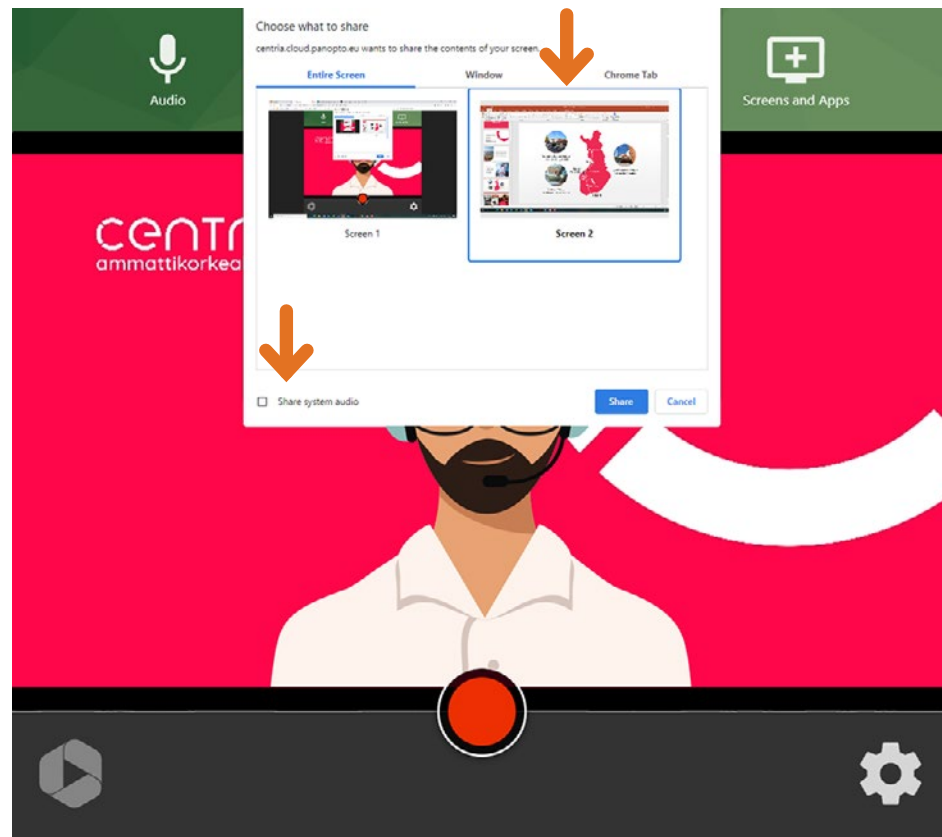 Choose what to share
centria.cloud.panopto.eu wants to share the contents of your screen.
Entire Screen
Window
Chrome Tab
Audio
Screens and Apps
Screen 1
Screen 2
centr
ammattikorkea
Share system audio
Share
Cancel